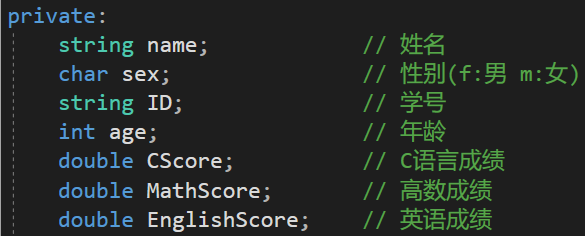 private:
string name; // 姓名
char sex; // 性别(f:男 m:女)
string ID; // 学号
int age; // 年龄
double CScore; // C语言成绩
double MathScore; // 高数成绩
double EnglishScore; // 英语成绩